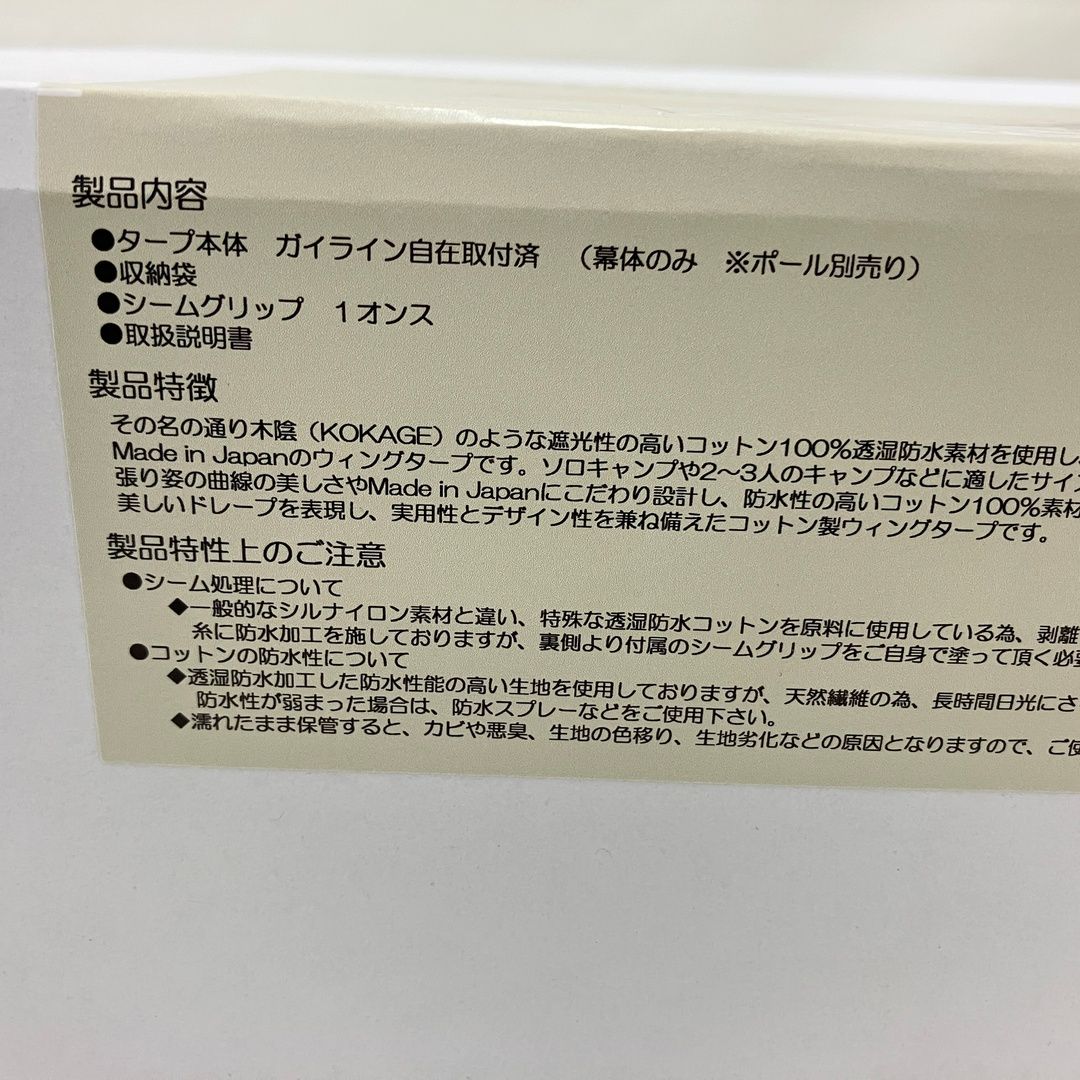 製品内容
●タープ本体　ガイライン自在取付済　（幕体のみ　※ポール別売り）
●収納袋
●シームグリップ　1オンス
●取扱説明書
製品特徴
その名の通り木陰（KOKAGE）のような遮光性の高いコットン100%透湿防水素材を使用し
Made in Japanのウィングタープです。ソロキャンプや2〜3人のキャンプなどに適したサイズ
張り姿の曲線の美しさやMade in Japanにこだわり設計し、防水性の高いコットン100%素材
美しいドレープを表現し、実用性とデザイン性を兼ね備えたコットン製ウィングタープです。
製品特性上のご注意
●シーム処理について
◆一般的なシルナイロン素材と違い、特殊な透湿防水コットンを原料に使用している為、剥離
糸に防水加工を施しておりますが、裏側より付属のシームグリップをご自身で塗って頂く必要
●コットンの防水性について
◆透湿防水加工した防水性能の高い生地を使用しておりますが、天然繊維の為、長時間日光にさ
防水性が弱まった場合は、防水スプレーなどをご使用下さい。
◆濡れたまま保管すると、カビや悪臭、生地の色移り、生地劣化などの原因となりますので、ご使